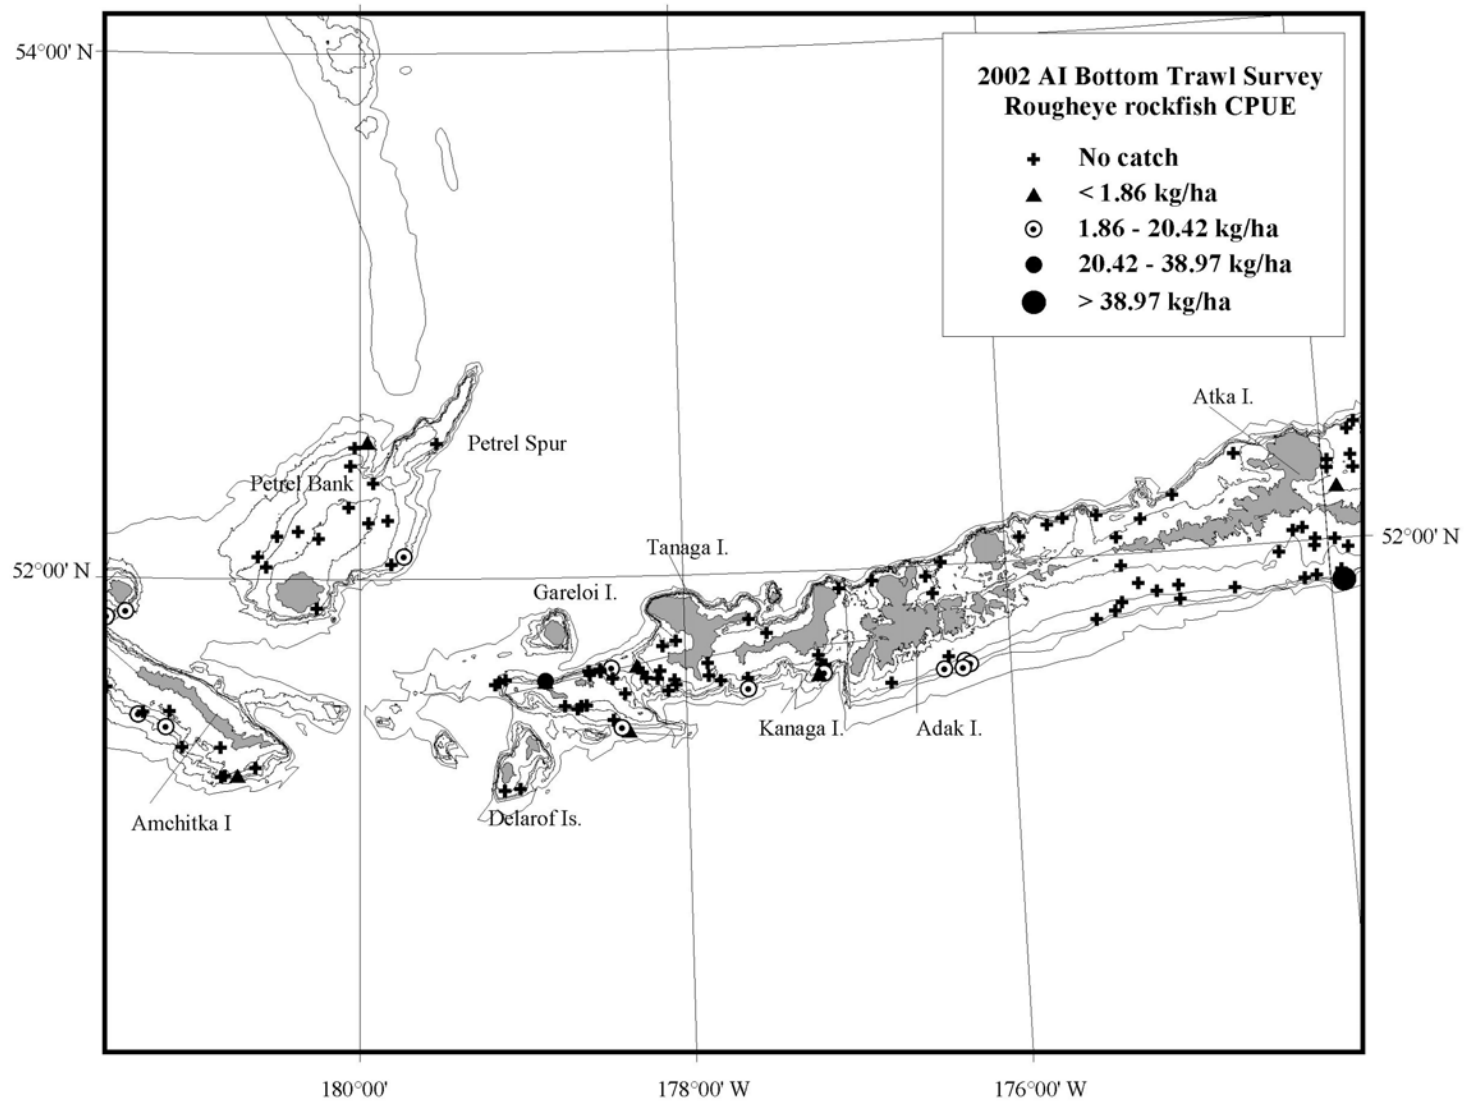 54°00' N
2002 AI Bottom Trawl Survey
Rougheye rockfish CPUE
No catch
< 1.86 kg/ha
1.86 - 20.42 kg/ha
20.42 - 38.97 kg/ha
> 38.97 kg/ha
Atka I.
Petrel Spur
Petrel Bank
52°00' N
Tanaga I.
52°00' N
Gareloi I.
Kanaga I.
Adak I.
Delarof Is.
Amchitka I
180°00'
178°00' W
176°00' W